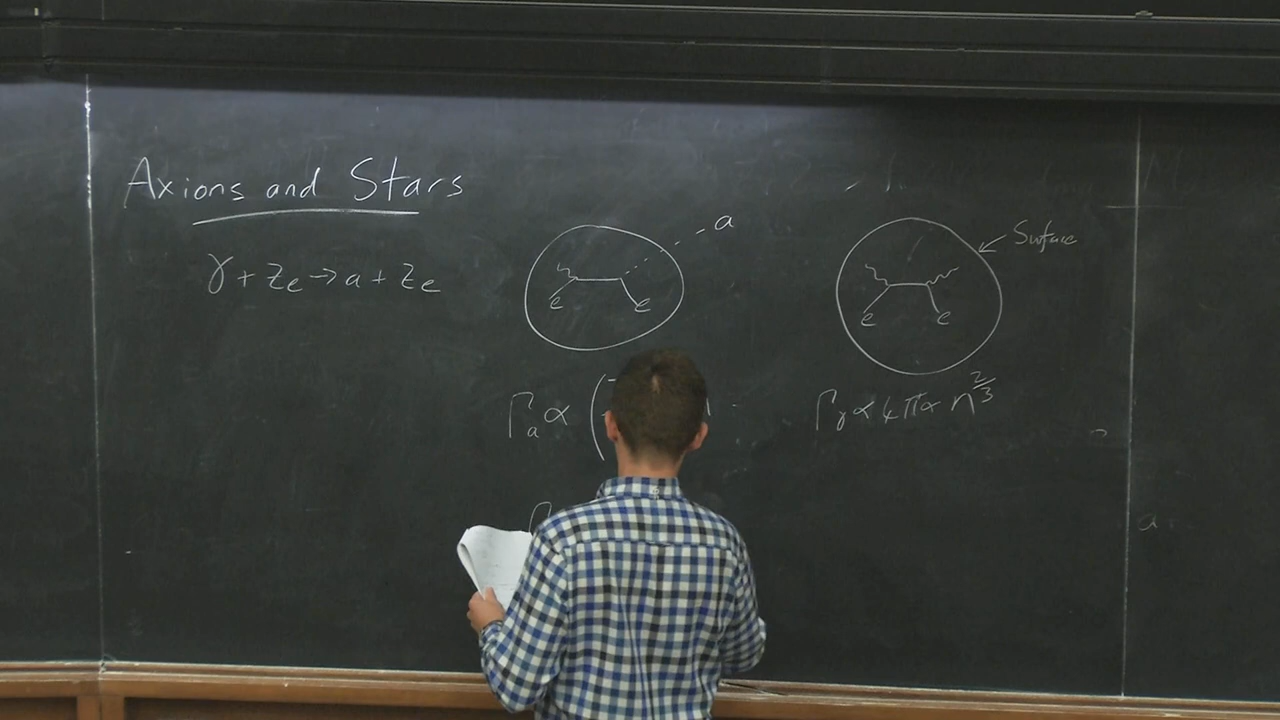 Axions and Stars
γ + Ze → a + Ze
a
e e
Surface
e e
Γa ∝ (
Γγ ∝ 4πα n^2/3
a